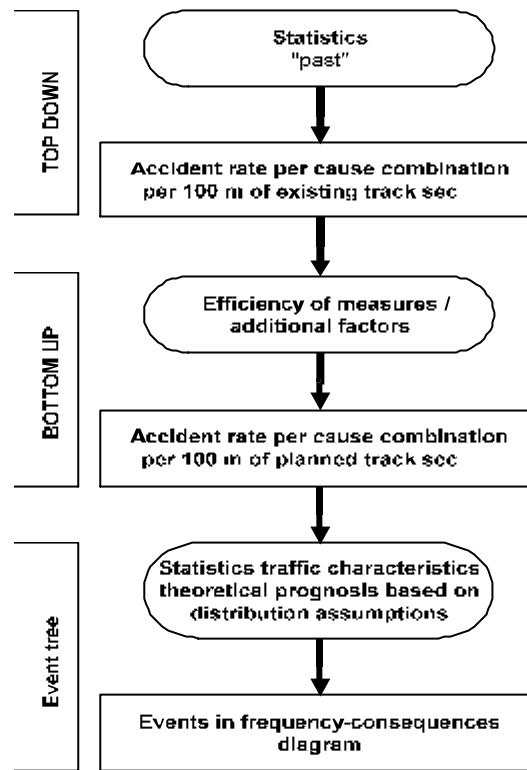 TOP DOWN
Statistics
"past"
Accident rate per cause combination
per 100 m of existing track sec
BOTTOM UP
Efficiency of measures /
additional factors
Accident rate per cause combination
per 100 m of planned track sec
Event tree
Statistics traffic characteristics
theoretical prognosis based on
distribution assumptions
Events in frequency-consequences
diagram